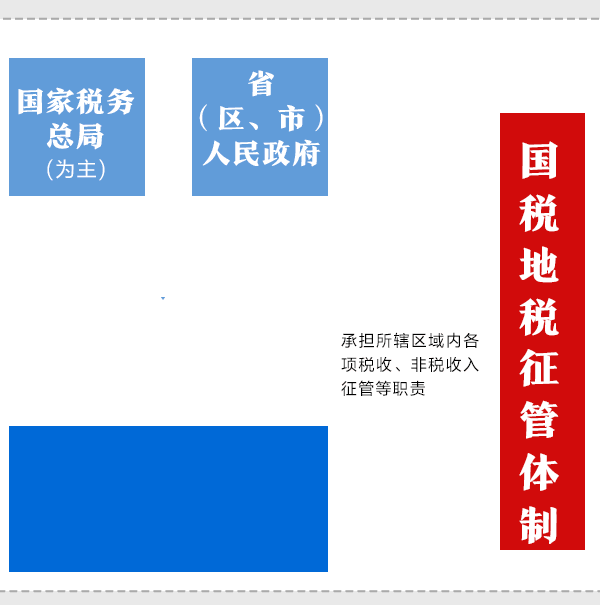 国家税务
总局
(为主)
省
（区、市）
人民政府
承担所辖区域内各
项税收、非税收入
征管等职责
国税地税征管体制